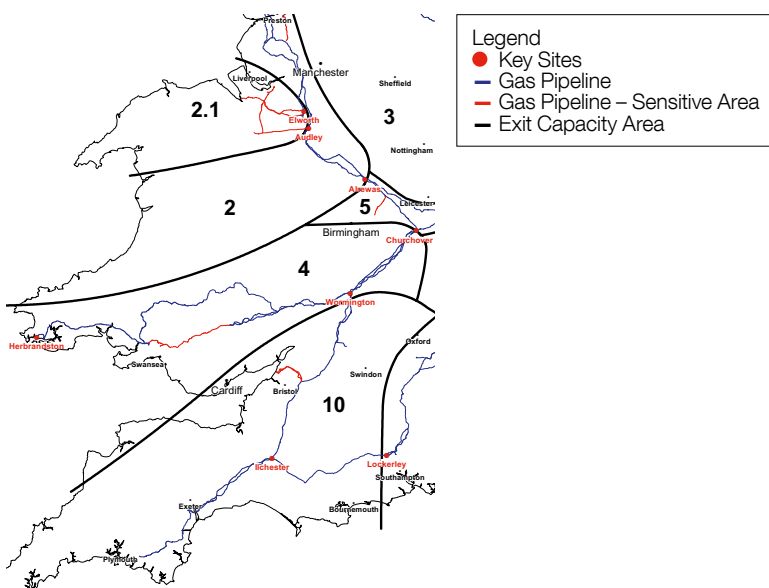 Preston
Manchester
Liverpool
Sheffield
2.1
3
Elworth
Audley
Nottingham
Alrewas
Leicester
2
5
Birmingham
Churchover
4
Wormington
Herbrandston
Oxford
Swansea
Swindon
Cardiff
Bristol
10
Ilchester
Lockerley
Southampton
Exeter
Bournemouth
Plymouth
Legend
Key Sites
Gas Pipeline
Gas Pipeline – Sensitive Area
Exit Capacity Area